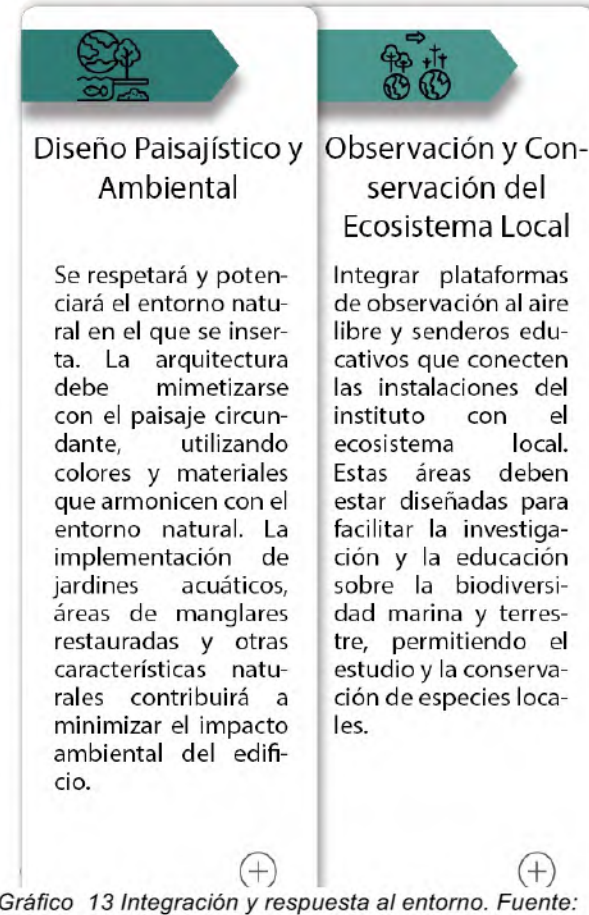 Diseño Paisajístico y
Ambiental
Se respetará y poten-
ciará el entorno natu-
ral en el que se inser-
ta. La arquitectura
debe mimetizarse
con el paisaje circun-
dante, utilizando
colores y materiales
que armonicen con el
entorno natural. La
implementación de
jardines acuáticos,
áreas de manglares
restauradas y otras
características natu-
rales contribuirá a
minimizar el impacto
ambiental del edifi-
cio.
Observación y Con-
servación del
Ecosistema Local
Integrar plataformas
de observación al aire
libre y senderos edu-
cativos que conecten
las instalaciones del
instituto con el
ecosistema local.
Estas áreas deben
estar diseñadas para
facilitar la investiga-
ción y la educación
sobre la biodiversi-
dad marina y terres-
tre, permitiendo el
estudio y la conserva-
ción de especies loca-
les.
Gráfico 13 Integración y respuesta al entorno. Fuente: